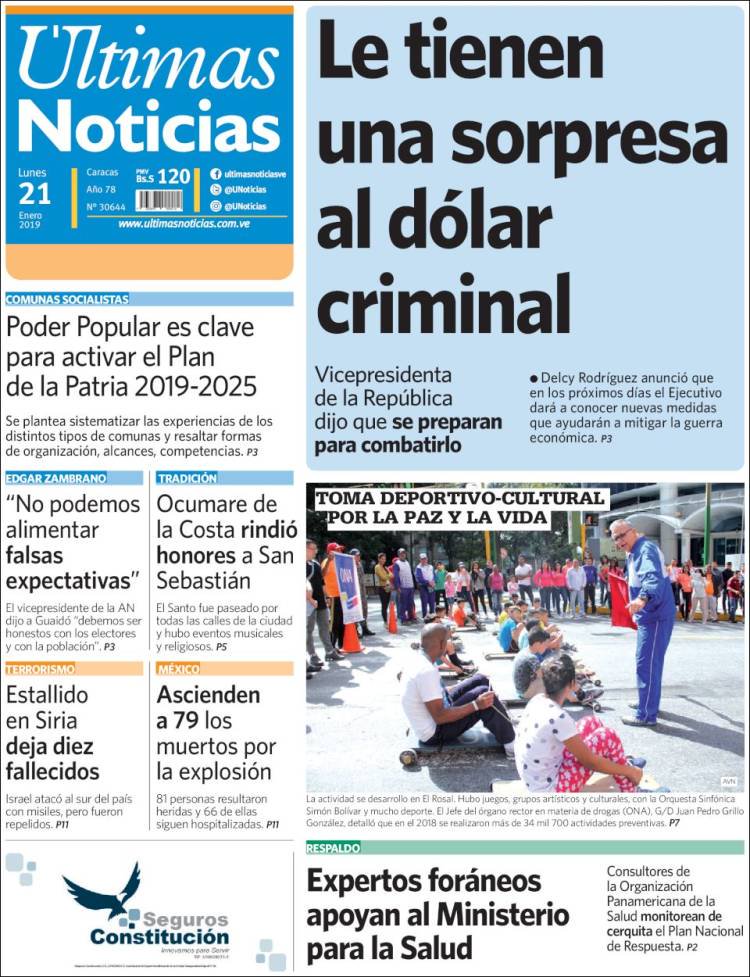 Últimas
Noticias
Lunes
21
Enero
2019
Caracas
Año 78
N° 30644
PMV
Bs.S 120
ultimasnoticiasve
@UNoticias
@UNoticias
www.ultimasnoticias.com.ve
Le tienen
una sorpresa
al dólar
criminal
Vicepresidenta
de la República
dijo que se preparan
para combatirlo
● Delcy Rodríguez anunció que
en los próximos días el Ejecutivo
dará a conocer nuevas medidas
que ayudarán a mitigar la guerra
económica. P3
COMUNAS SOCIALISTAS
Poder Popular es clave
para activar el Plan
de la Patria 2019-2025
Se plantea sistematizar las experiencias de los
distintos tipos de comunas y resaltar formas
de organización, alcances, competencias. P3
EDGAR ZAMBRANO
“No podemos
alimentar
falsas
expectativas”
El vicepresidente de la AN
dijo a Guaidó “debemos ser
honestos con los electores
y con la población”. P3
TRADICIÓN
Ocumare de
la Costa rindió
honores a San
Sebastián
El Santo fue paseado por
todas las calles de la ciudad
y hubo eventos musicales
y religiosos. P5
TERRORISMO
Estallido
en Siria
deja diez
fallecidos
Israel atacó al sur del país
con misiles, pero fueron
repelidos. P11
MÉXICO
Ascienden
a 79 los
muertos por
la explosión
81 personas resultaron
heridas y 66 de ellas
siguen hospitalizadas. P11
TOMA DEPORTIVO-CULTURAL
POR LA PAZ Y LA VIDA
ONA
AVN
La actividad se desarrollo en El Rosal. Hubo juegos, grupos artísticos y culturales, con la Orquesta Sinfónica
Simón Bolívar y mucho deporte. El Jefe del órgano rector en materia de drogas (ONA), G/D Juan Pedro Grillo
González, detalló que en el 2018 se realizaron más de 34 mil 700 actividades preventivas. P7
RESPALDO
Expertos foráneos
apoyan al Ministerio
para la Salud
Consultores de
la Organización
Panamericana de la
Salud monitorean de
cerquita el Plan Nacional
de Respuesta. P2
Seguros
Constitución
Innovamos para Servir